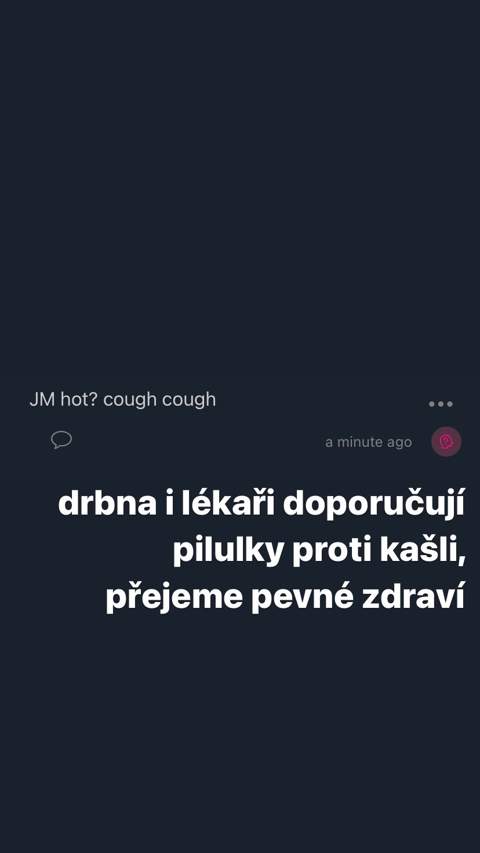 JM hot? cough cough
a minute ago
drbna i lékaři doporučují
pilulky proti kašli,
přejeme pevné zdraví